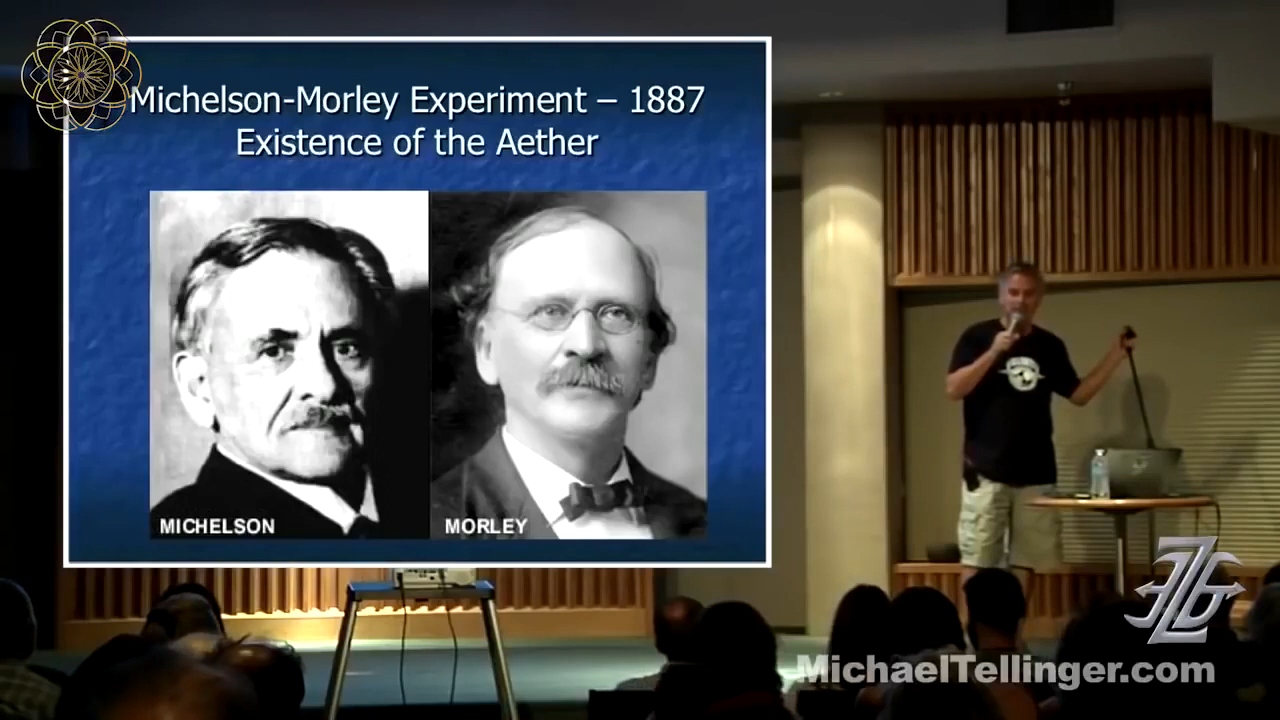 Michelson-Morley Experiment – 1887
Existence of the Aether
MICHELSON
MORLEY
MichaelTellinger.com